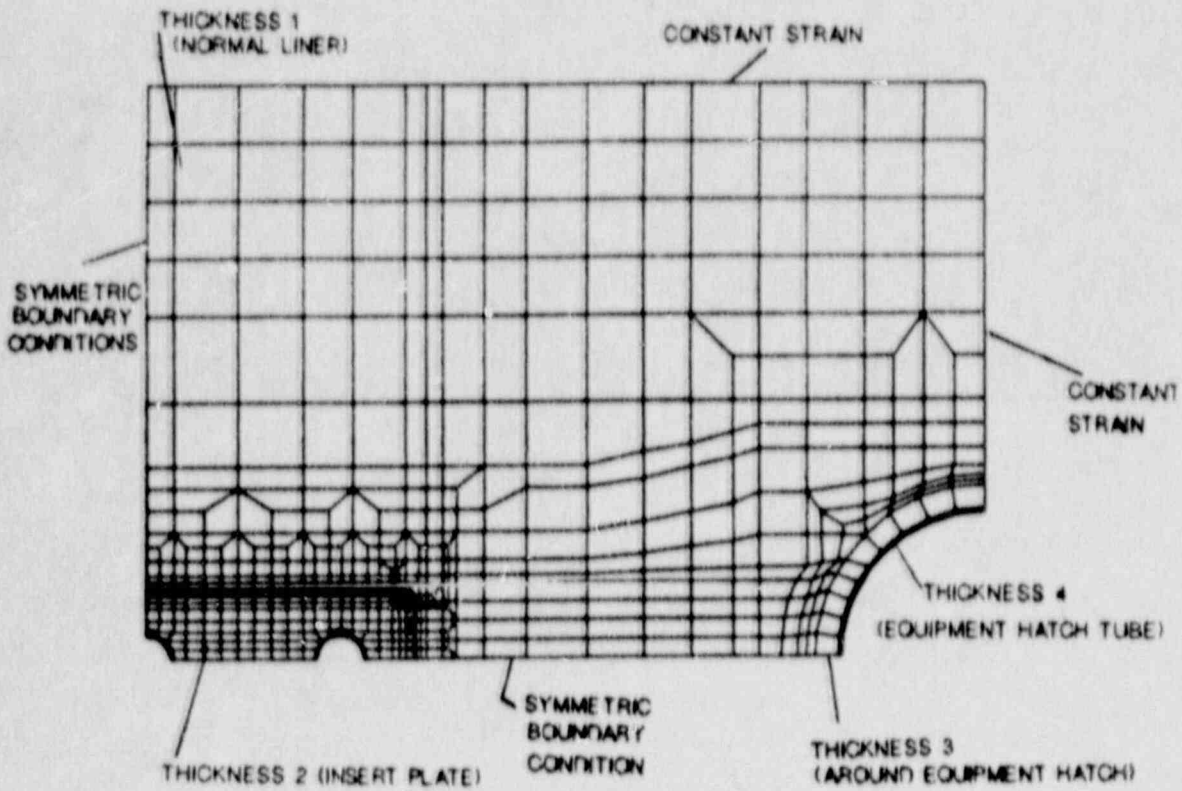 THICKNESS 1
(NORMAL LINER)
CONSTANT STRAIN
SYMMETRIC
BOUNDARY
CONDITIONS
CONSTANT
STRAIN
THICKNESS 4
(EQUIPMENT HATCH TUBE)
SYMMETRIC
BOUNDARY
CONDITION
THICKNESS 2 (INSERT PLATE)
THICKNESS 3
(AROUND EQUIPMENT HATCH)